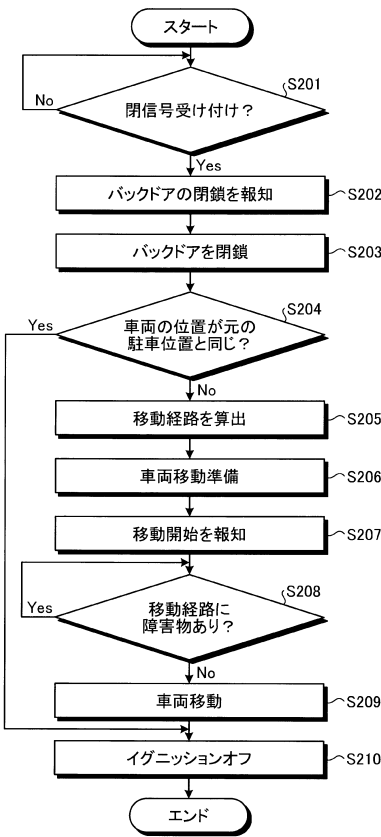 スタート
S201
No
閉信号受け付け？
Yes
バックドアの閉鎖を報知
S202
バックドアを閉鎖
S203
S204
Yes
車両の位置が元の
駐車位置と同じ？
No
移動経路を算出
S205
車両移動準備
S206
移動開始を報知
S207
S208
Yes
移動経路に
障害物あり？
No
車両移動
S209
イグニッションオフ
S210
エンド